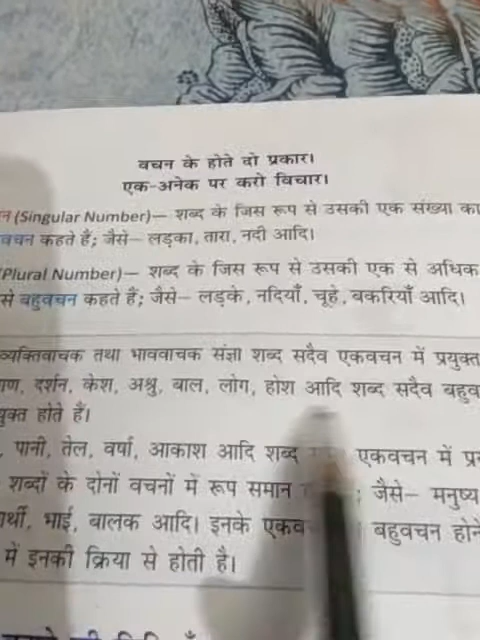 वचन के होते दो प्रकार।
एक-अनेक पर करो विचार।
न (Singular Number)— शब्द के जिस रूप से उसकी एक संख्या का
वचन कहते हैं; जैसे— लड़का, तारा, नदी आदि।
Plural Number)— शब्द के जिस रूप से उसकी एक से अधिक
से बहुवचन कहते हैं; जैसे— लड़के, नदियाँ, चूहे, बकरियाँ आदि।
व्यक्तिवाचक तथा भाववाचक संज्ञा शब्द सदैव एकवचन में प्रयुक्त
ाण, दर्शन, केश, अश्रु, बाल, लोग, होश आदि शब्द सदैव बहुव
युक्त होते हैं।
, पानी, तेल, वर्षा, आकाश आदि शब्द एकवचन में प्र
शब्दों के दोनों वचनों में रूप समान ; जैसे— मनुष्य
ार्थी, भाई, बालक आदि। इनके एकव बहुवचन होने
में इनकी क्रिया से होती है।